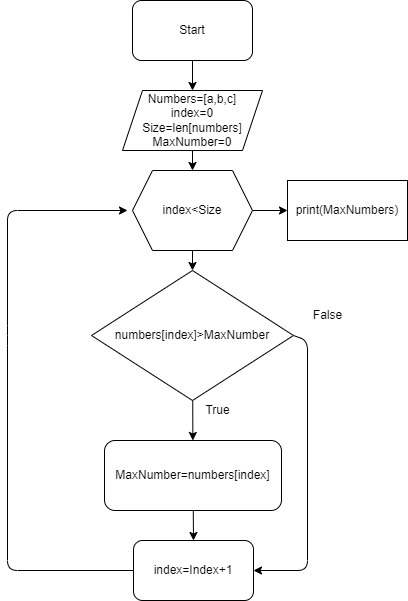 Start
Numbers=[a,b,c]
index=0
Size=len[numbers]
MaxNumber=0
index<Size
print(MaxNumbers)
numbers[index]>MaxNumber
False
True
MaxNumber=numbers[index]
index=Index+1